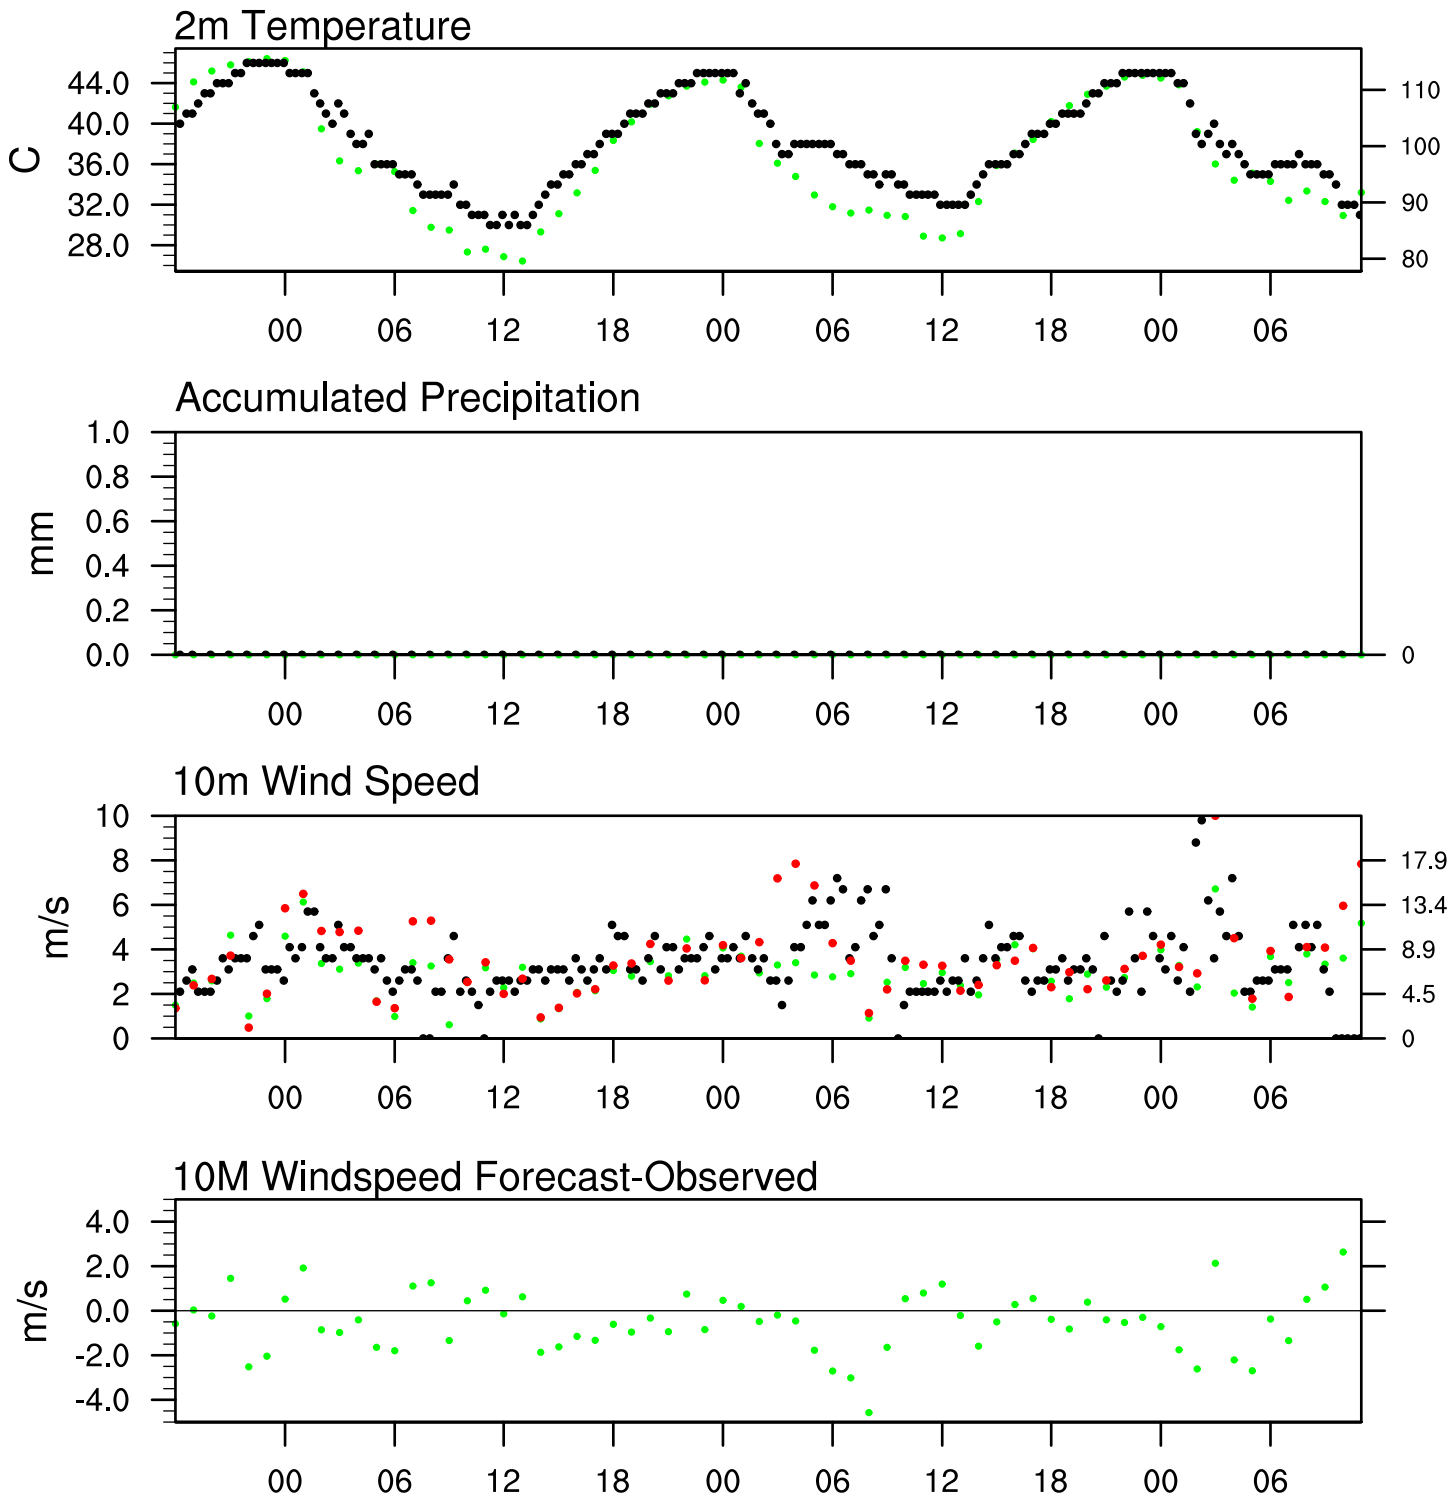 2m Temperature
44.0
40.0
36.0
32.0
28.0
C
110
100
90
80
00 06 12 18 00 06 12 18 00 06
Accumulated Precipitation
1.0
0.8
0.6
0.4
0.2
0.0
mm
0
00 06 12 18 00 06 12 18 00 06
10m Wind Speed
10
8
6
4
2
0
m/s
17.9
13.4
8.9
4.5
0
00 06 12 18 00 06 12 18 00 06
10M Windspeed Forecast-Observed
4.0
2.0
0.0
-2.0
-4.0
m/s
00 06 12 18 00 06 12 18 00 06